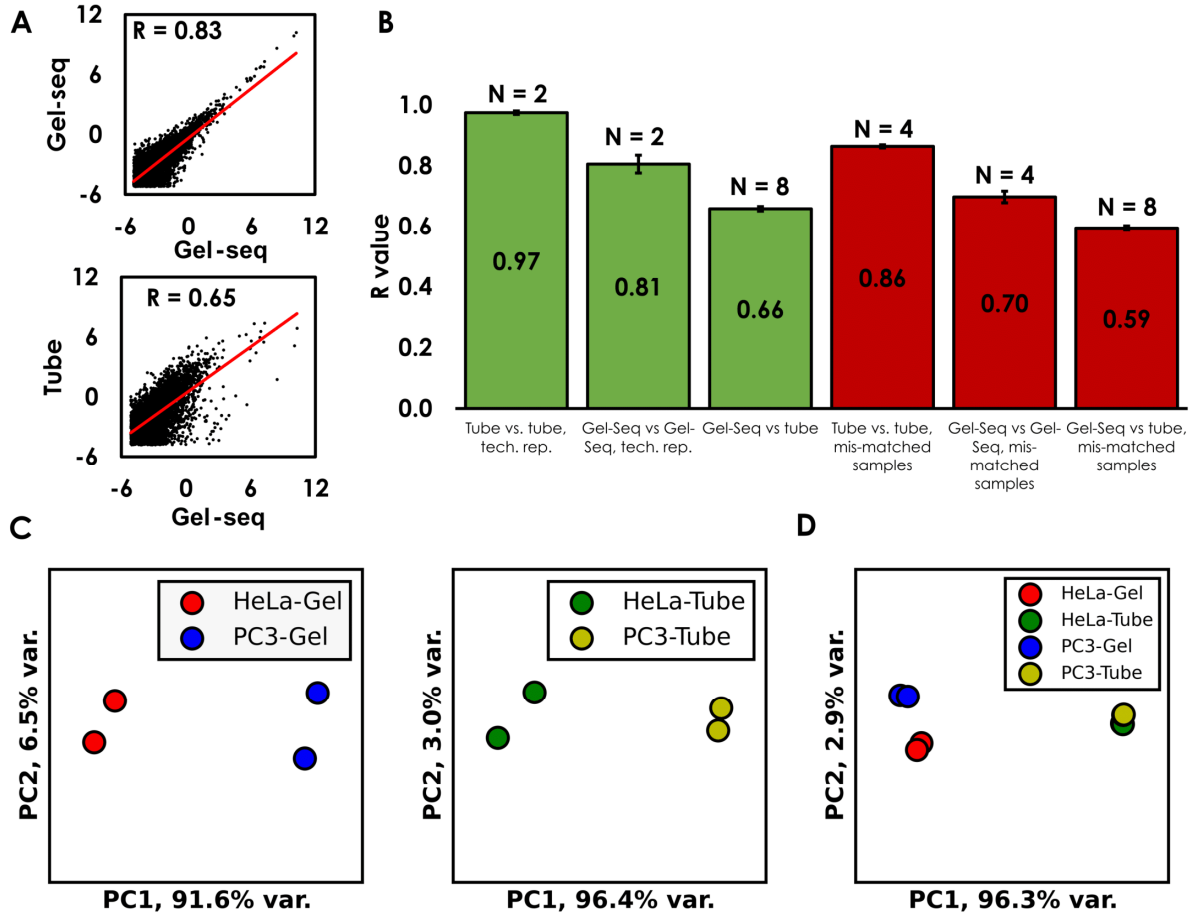 A
12
R = 0.83
Gel-seq
6
0
-6
-6 0 6 12
Gel-seq
12
R = 0.65
Tube
6
0
-6
-6 0 6 12
Gel-seq
B
R value
1.0
0.8
0.6
0.4
0.2
0.0
N = 2
N = 2
N = 8
N = 4
N = 4
N = 8
0.97
0.81
0.66
0.86
0.70
0.59
Tube vs. tube,
tech. rep.
Gel-Seq vs Gel-
Seq, tech. rep.
Gel-Seq vs tube
Tube vs. tube,
mis-matched
samples
Gel-Seq vs Gel-
Seq, mis-
matched
samples
Gel-Seq vs tube,
mis-matched
samples
C
HeLa-Gel
PC3-Gel
PC2, 6.5% var.
PC1, 91.6% var.
HeLa-Tube
PC3-Tube
PC2, 3.0% var.
PC1, 96.4% var.
D
HeLa-Gel
HeLa-Tube
PC3-Gel
PC3-Tube
PC2, 2.9% var.
PC1, 96.3% var.